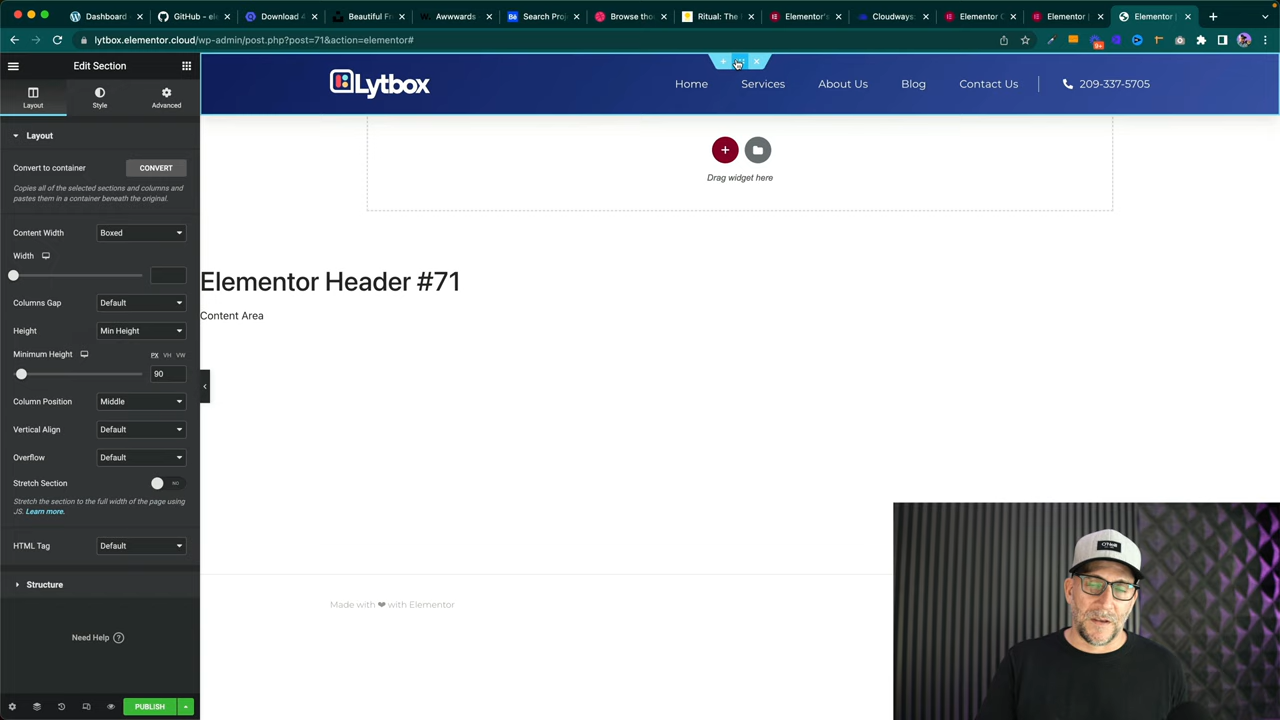 Dashboard
GitHub - ele
Download 4
Beautiful Fr
Awwwards
Search Proj
Browse thou
Ritual: The
Elementor's
Cloudways
Elementor C
Elementor |
Elementor |
lytbox.elementor.cloud/wp-admin/post.php?post=71&action=elementor#
9+
Edit Section
Layout
Style
Advanced
Layout
Convert to container
CONVERT
Copies all of the selected sections and columns and
pastes them in a container beneath the original.
Content Width
Boxed
Width
Columns Gap
Default
Height
Min Height
Minimum Height
PX
VH
VW
90
Column Position
Middle
Vertical Align
Default
Overflow
Default
Stretch Section
NO
Stretch section to the full width of the page using
JS. Learn more.
HTML Tag
Default
Structure
Need Help
PUBLISH
Lytbox
Home
Services
About Us
Blog
Contact Us
209-337-5705
Drag widget here
Elementor Header #71
Content Area
Made with ❤ with Elementor